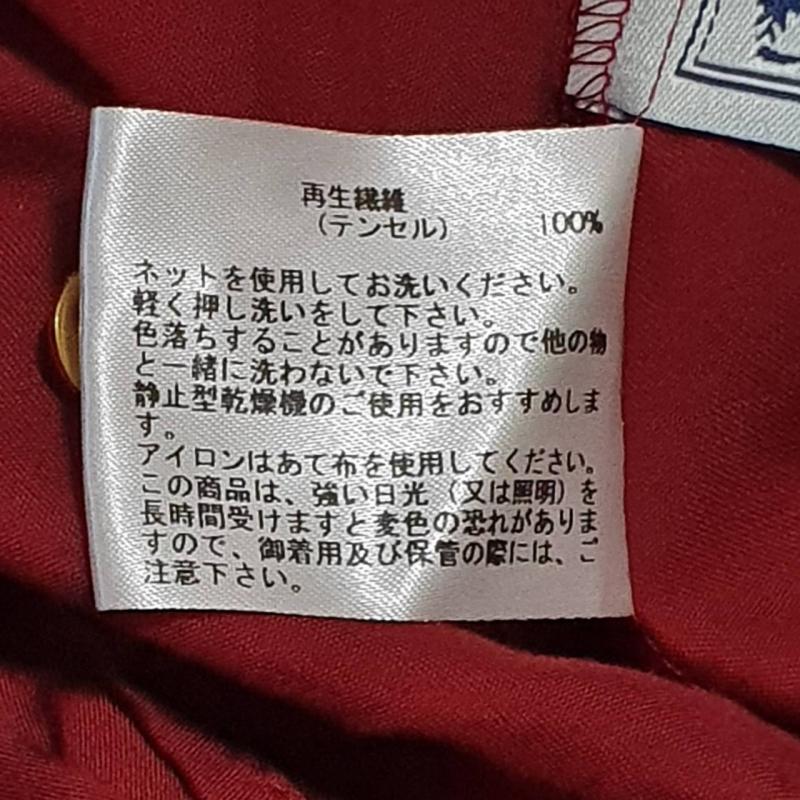 再生繊維
(テンセル) 100%
ネットを使用してお洗いください。
軽く押し洗いをして下さい。
色落ちすることがありますので他の物
と一緒に洗わないで下さい。
静止型乾燥機のご使用をおすすめしま
す。
アイロンはあて布を使用してください。
この商品は、強い日光(又は照明)を
長時間受けますと変色の恐れがありま
すので、御着用及び保管の際には、ご
注意下さい。